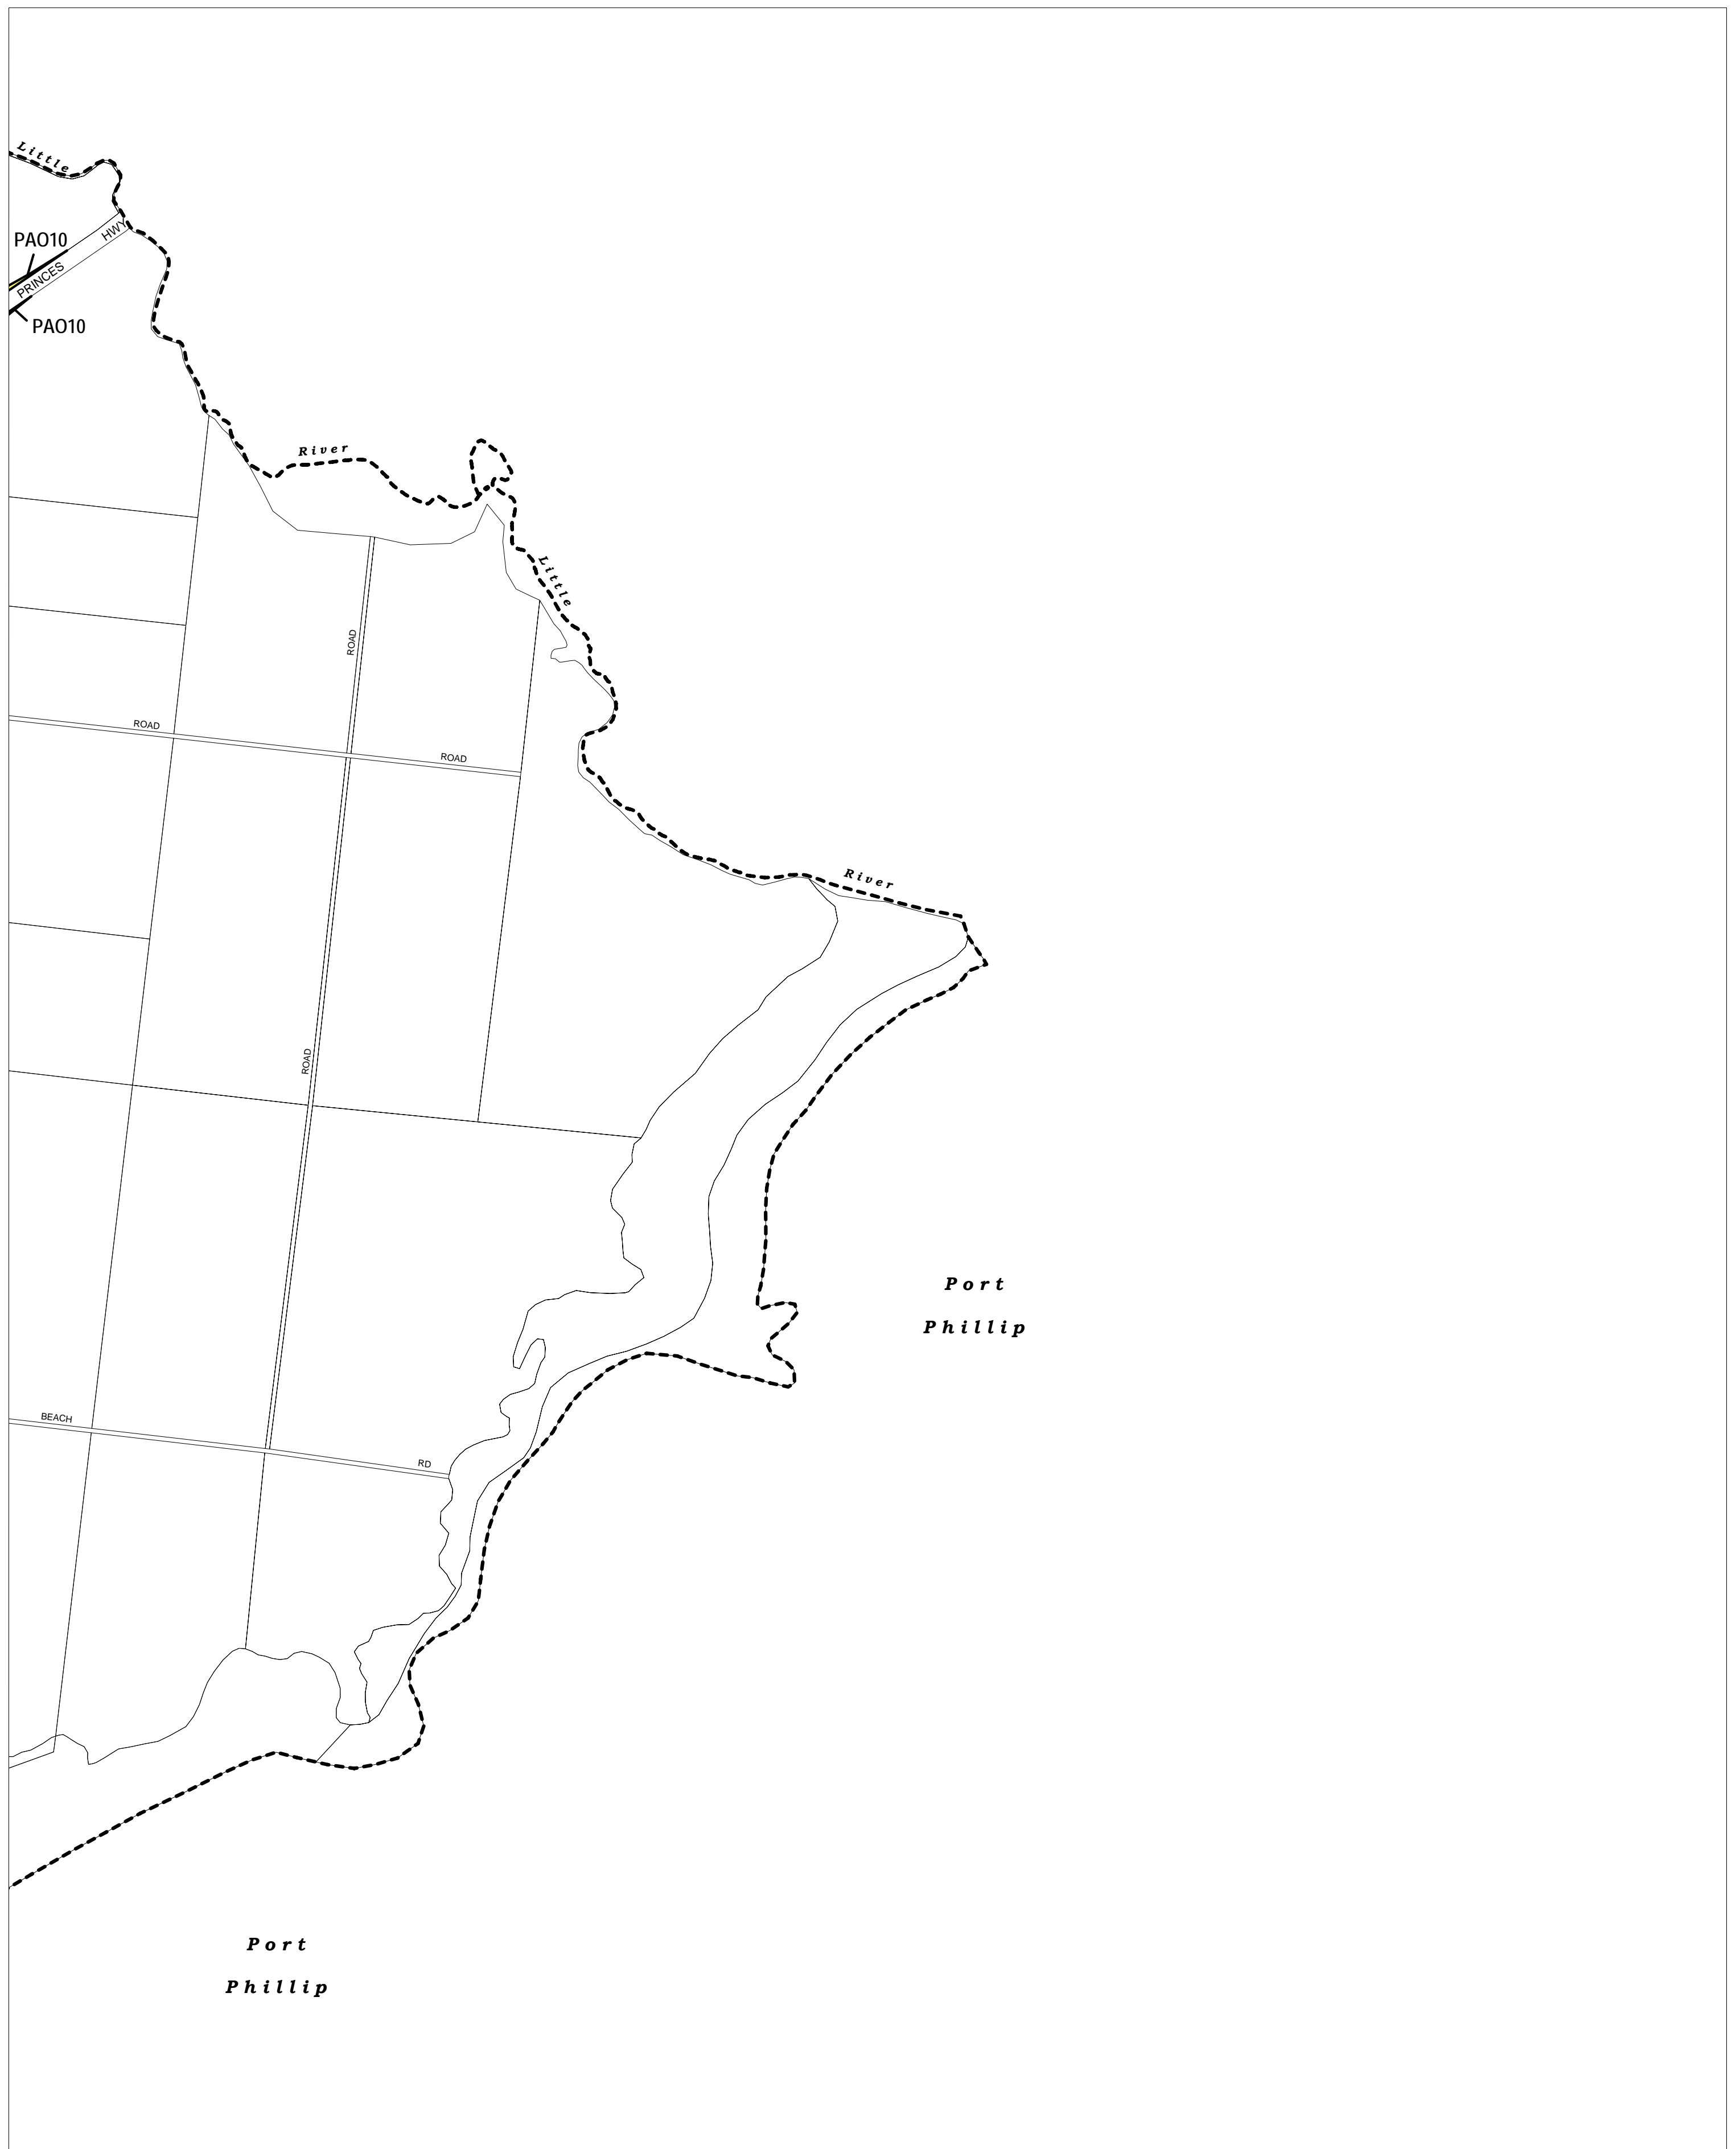 Little
HWY
PAO10
PRINCES
PAO10
River
Little
ROAD
ROAD
ROAD
River
ROAD
Port
Phillip
BEACH
RD
Port
Phillip